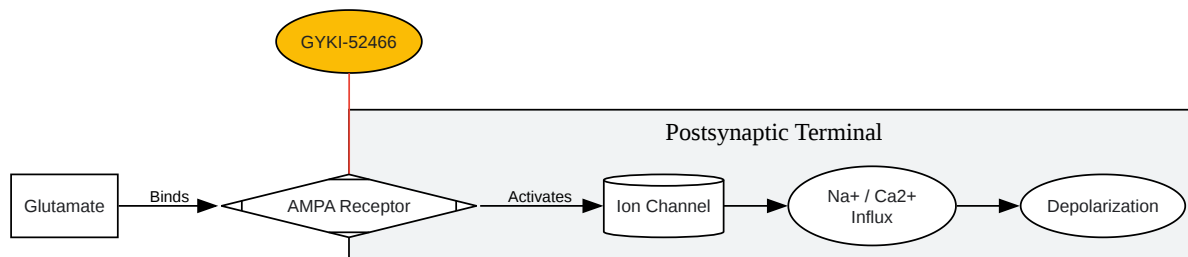 GYKI-52466
Postsynaptic Terminal
Glutamate
Binds
AMPA Receptor
Activates
Ion Channel
Na+ / Ca2+
Influx
Depolarization